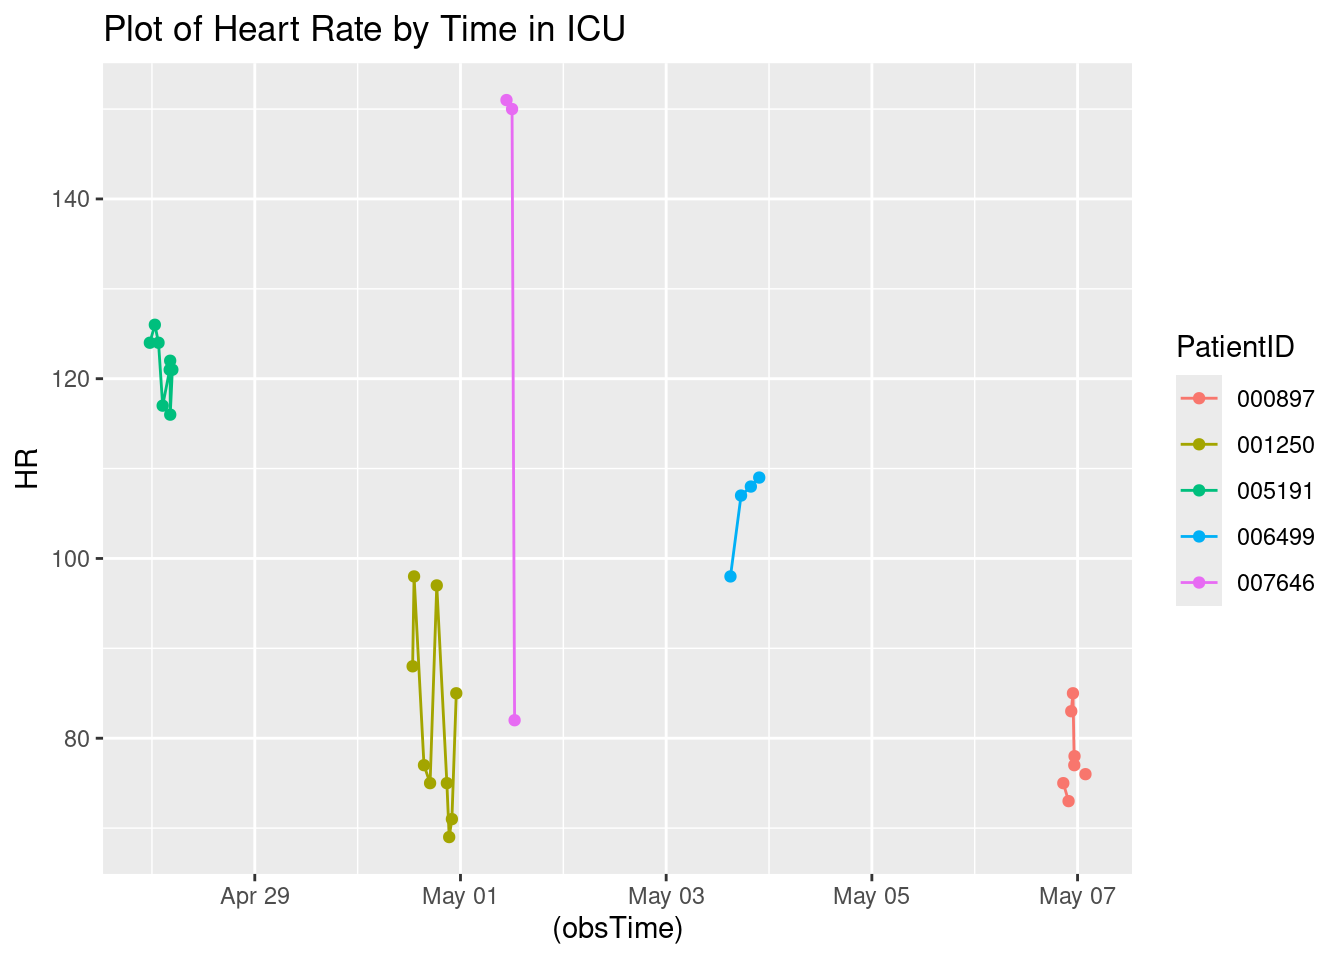 Plot of Heart Rate by Time in ICU
HR
140
120
100
80
Apr 29
May 01
May 03
May 05
May 07
(obsTime)
PatientID
000897
001250
005191
006499
007646